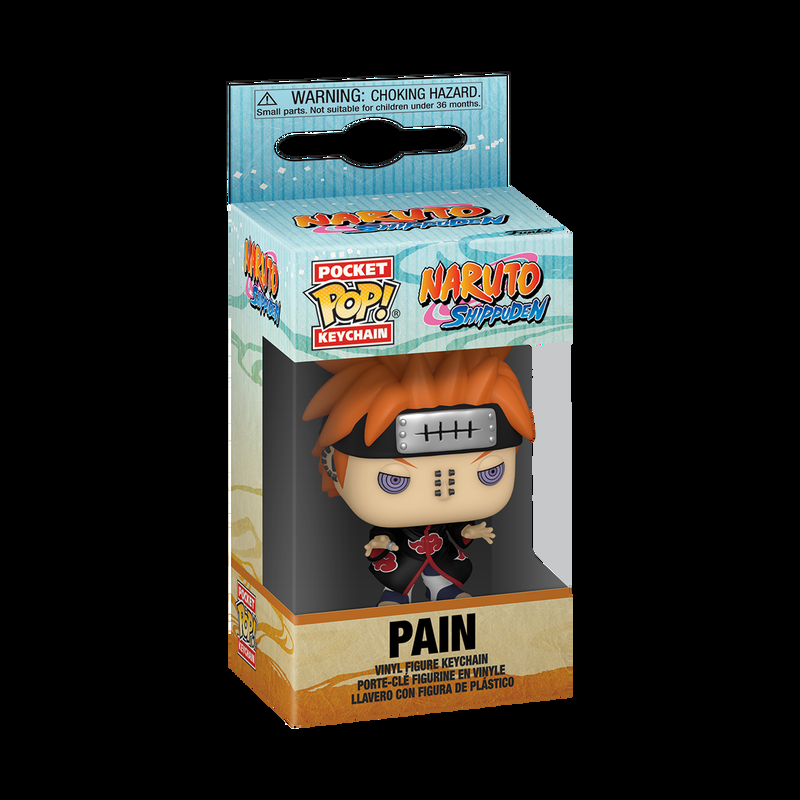 WARNING: CHOKING HAZARD.
Small parts. Not suitable for children under 36 months.
NARUTO
SHIPPUDEN
Funko
NARUTO
SHIPPUDEN
POCKET
POP!®
KEYCHAIN
NARUTO
SHIPPUDEN
POCKET
POP!
KEYCHAIN
PAIN
VINYL FIGURE KEYCHAIN
PORTE-CLÉ FIGURINE EN VINYLE
LLAVERO CON FIGURA DE PLÁSTICO